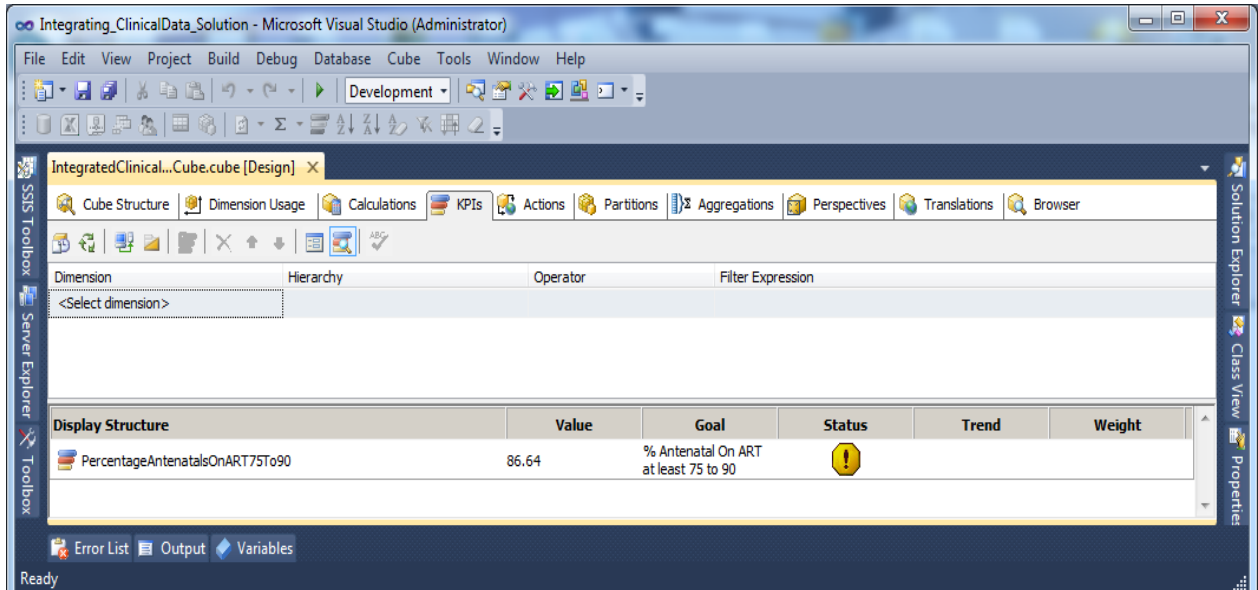 Integrating_ClinicalData_Solution - Microsoft Visual Studio (Administrator)
File Edit View Project Build Debug Database Cube Tools Window Help
Development
IntegratedClinical...Cube.cube [Design]
Cube Structure Dimension Usage Calculations KPIs Actions Partitions Aggregations Perspectives Translations Browser
ABC
Dimension Hierarchy Operator Filter Expression
<Select dimension>
Display Structure Value Goal Status Trend Weight
PercentageAntenatalsOnART75To90 86.64 % Antenatal On ART
at least 75 to 90
SSIS Toolbox
Server Explorer
Toolbox
Solution Explorer
Class View
Properties
Error List Output Variables
Ready